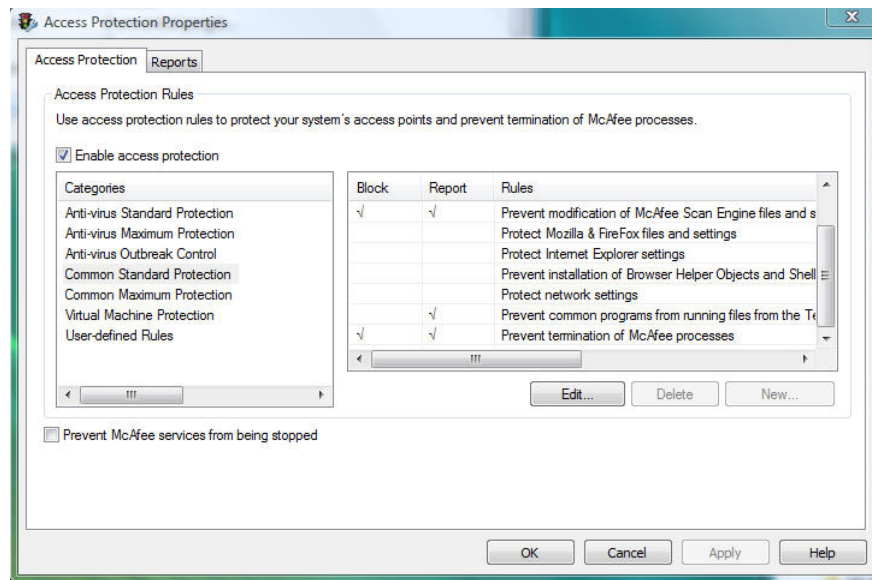 Access Protection Properties
Access Protection
Reports
Access Protection Rules
Use access protection rules to protect your system's access points and prevent termination of McAfee processes.
Enable access protection
Categories
Anti-virus Standard Protection
Anti-virus Maximum Protection
Anti-virus Outbreak Control
Common Standard Protection
Common Maximum Protection
Virtual Machine Protection
User-defined Rules
Block Report Rules
√ √ Prevent modification of McAfee Scan Engine files and s
Protect Mozilla & FireFox files and settings
Protect Internet Explorer settings
Prevent installation of Browser Helper Objects and Shell
Protect network settings
√ Prevent common programs from running files from the Te
√ √ Prevent termination of McAfee processes
Edit... Delete New...
Prevent McAfee services from being stopped
OK Cancel Apply Help